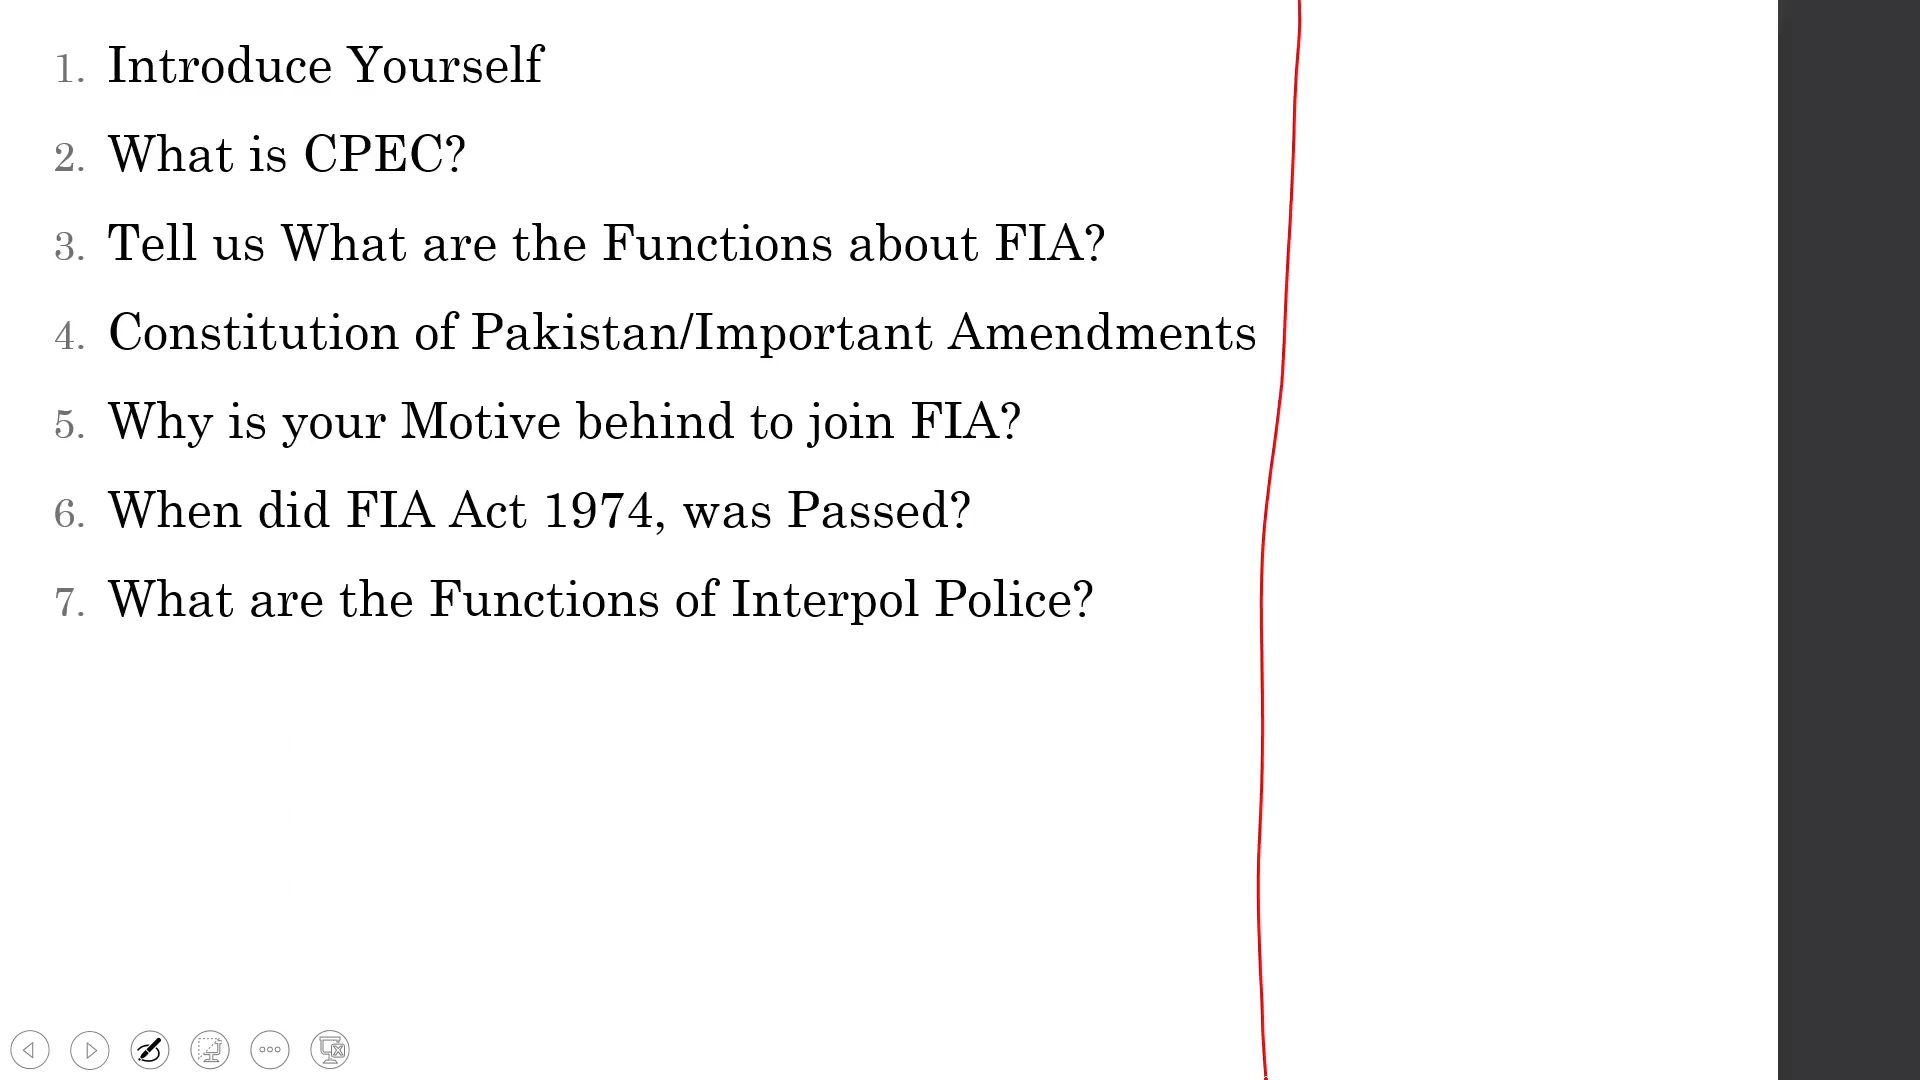 1. Introduce Yourself
2. What is CPEC?
3. Tell us What are the Functions about FIA?
4. Constitution of Pakistan/Important Amendments
5. Why is your Motive behind to join FIA?
6. When did FIA Act 1974, was Passed?
7. What are the Functions of Interpol Police?